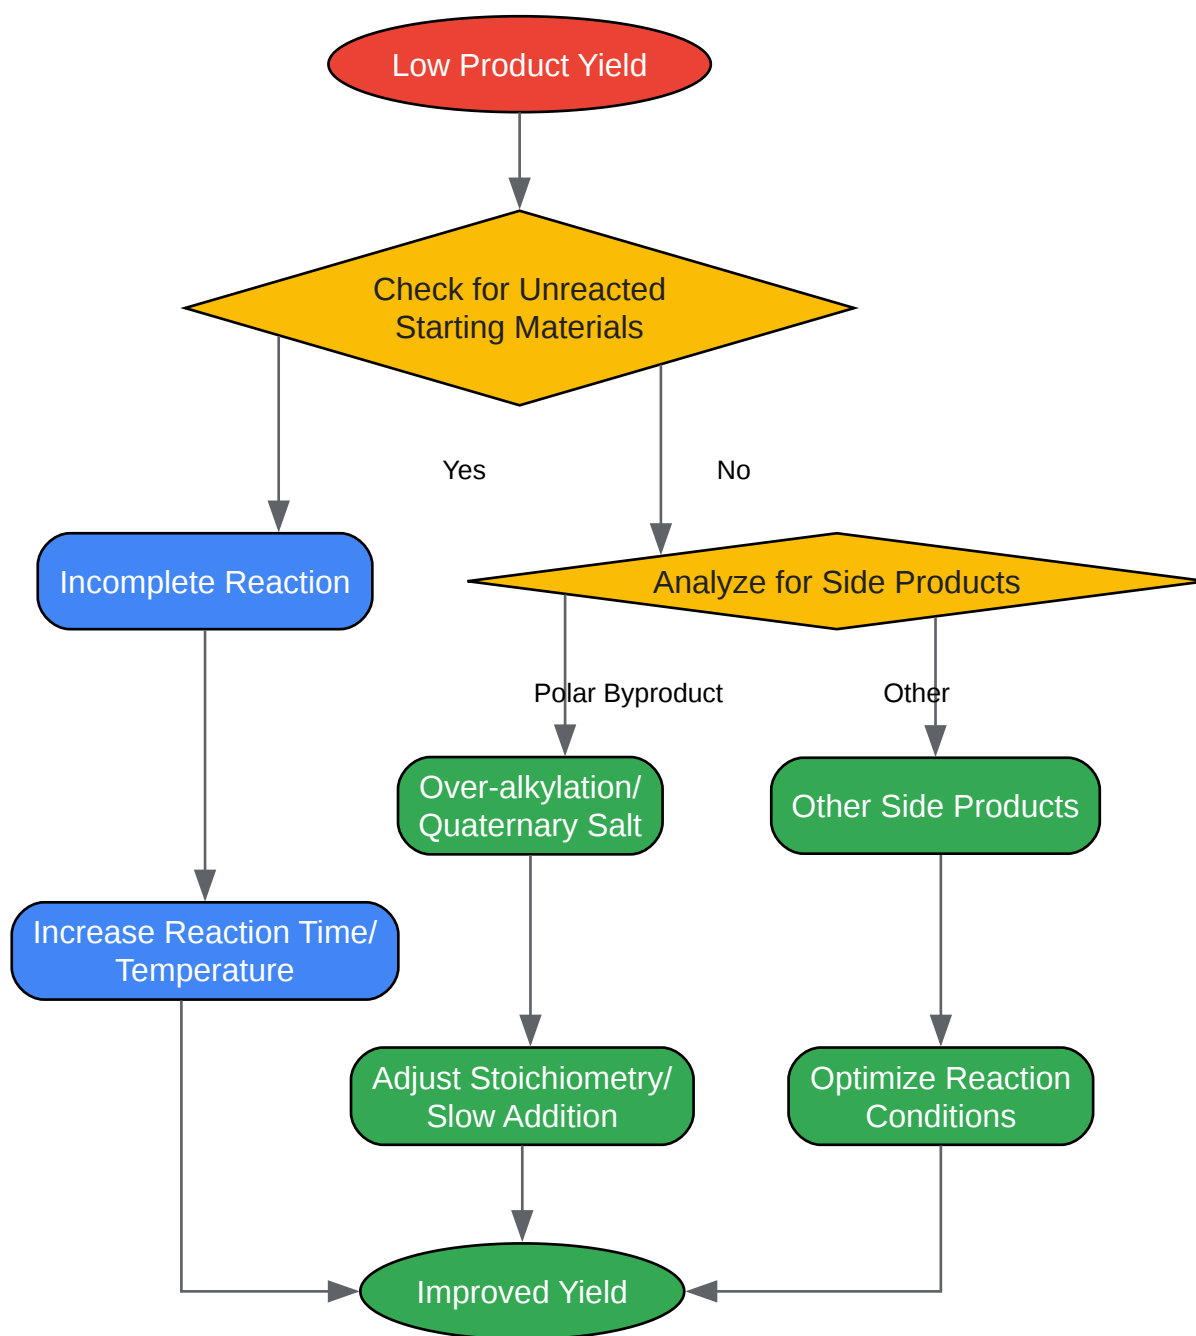 Low Product Yield
Check for Unreacted
Starting Materials
Yes
No
Incomplete Reaction
Analyze for Side Products
Polar Byproduct
Other
Over-alkylation/
Quaternary Salt
Other Side Products
Increase Reaction Time/
Temperature
Adjust Stoichiometry/
Slow Addition
Optimize Reaction
Conditions
Improved Yield